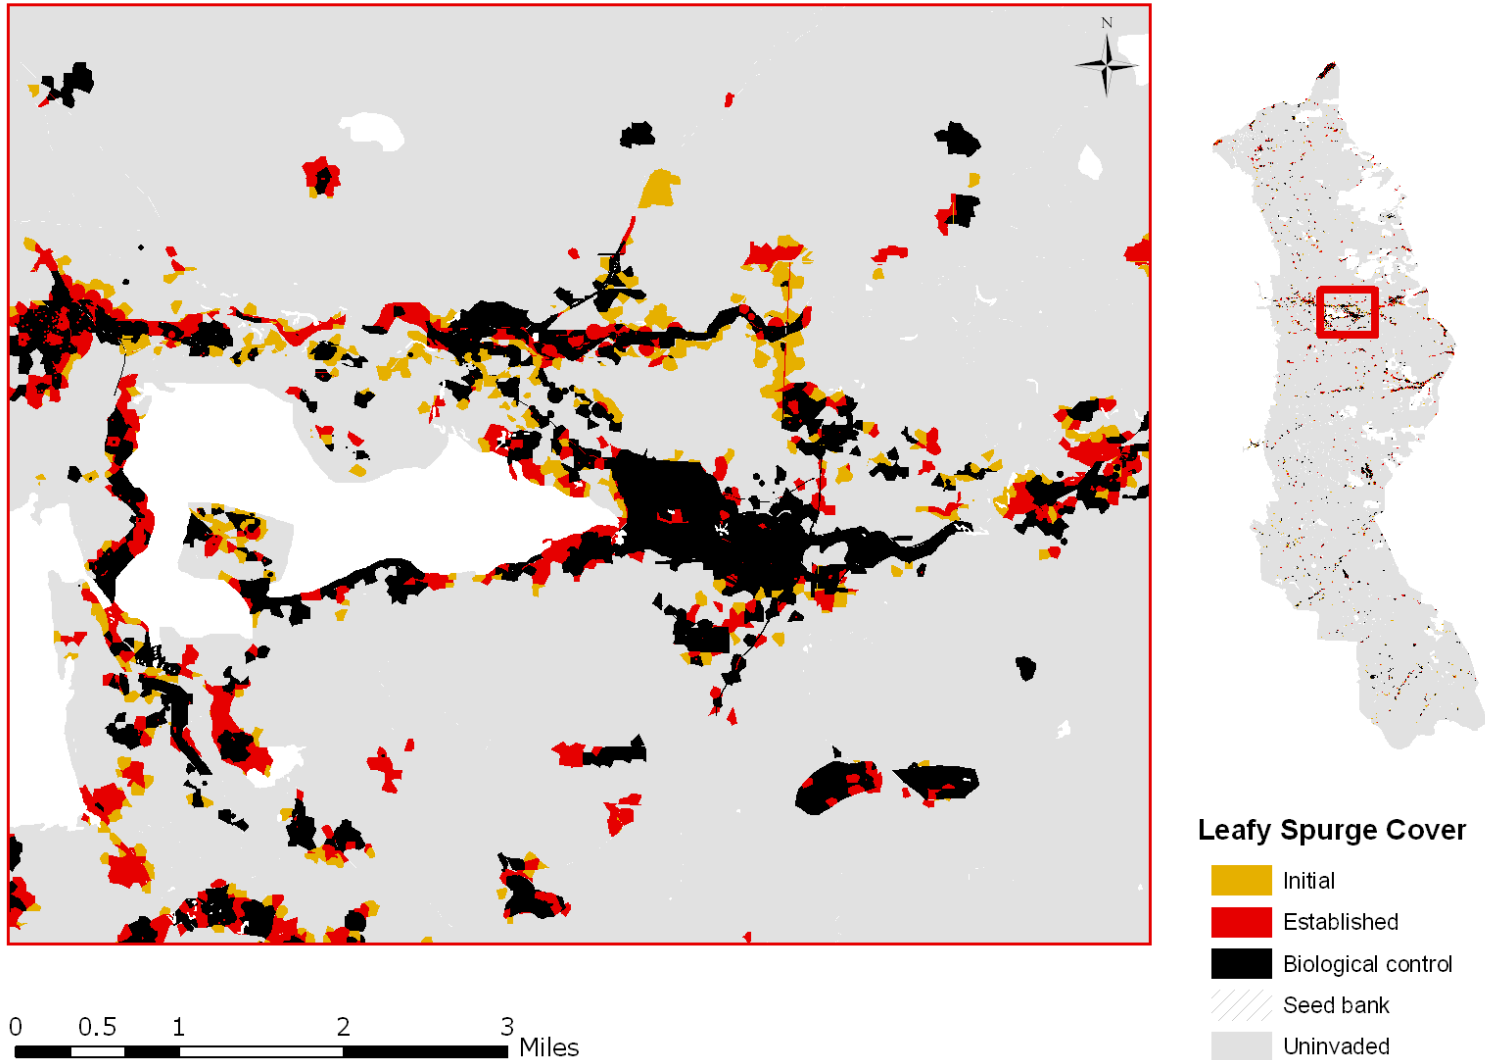 N
Leafy Spurge Cover
Initial
Established
Biological control
Seed bank
Uninvaded
0 0.5 1 2 3
Miles